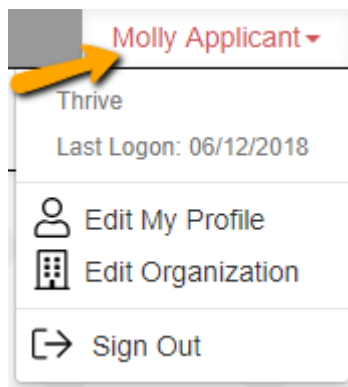 Molly Applicant
Thrive
Last Logon: 06/12/2018
Edit My Profile
Edit Organization
Sign Out